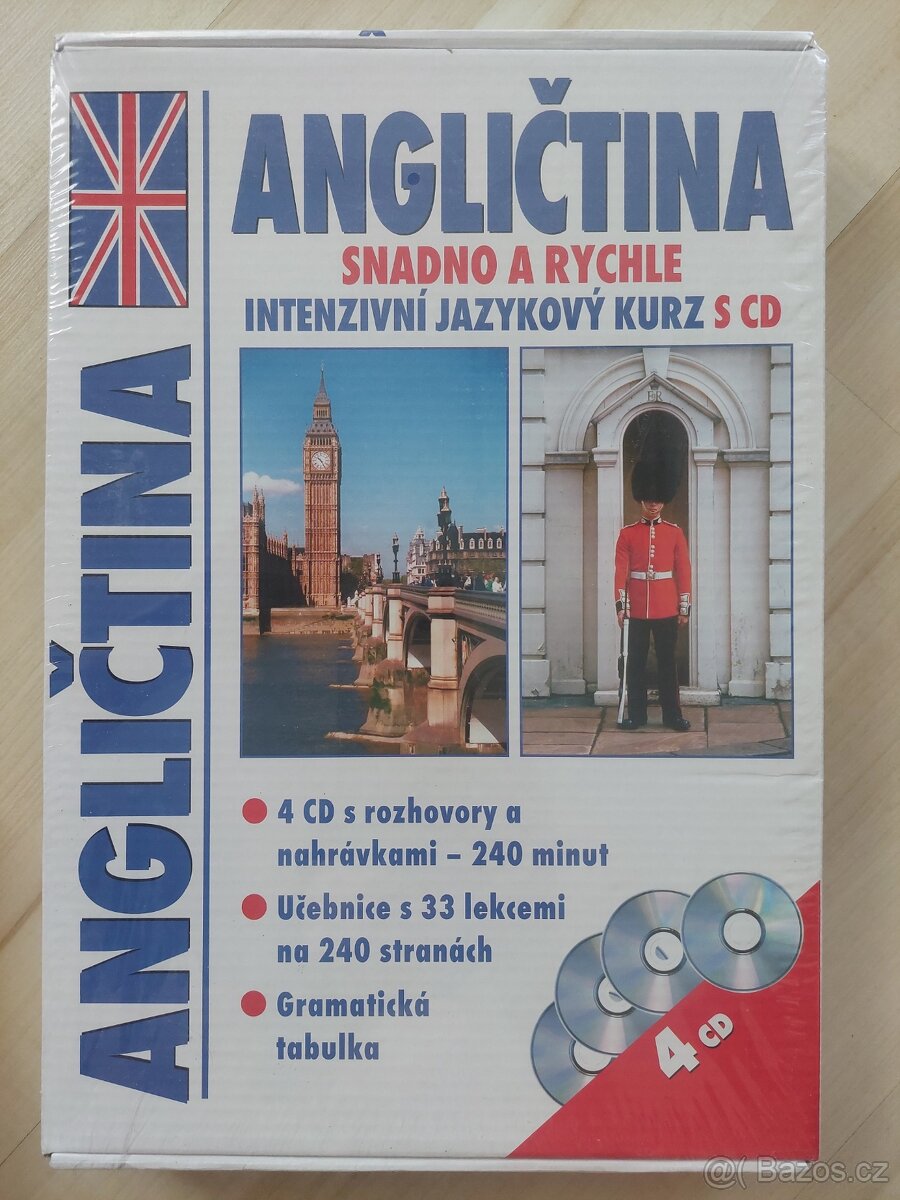 ANGLIČTINA
ANGLIČTINA
SNADNO A RYCHLE
INTENZIVNÍ JAZYKOVÝ KURZ S CD
4 CD s rozhovory a
nahrávkami – 240 minut
Učebnice s 33 lekcemi
na 240 stranách
Gramatická
tabulka
4 CD
@( Bazos.cz